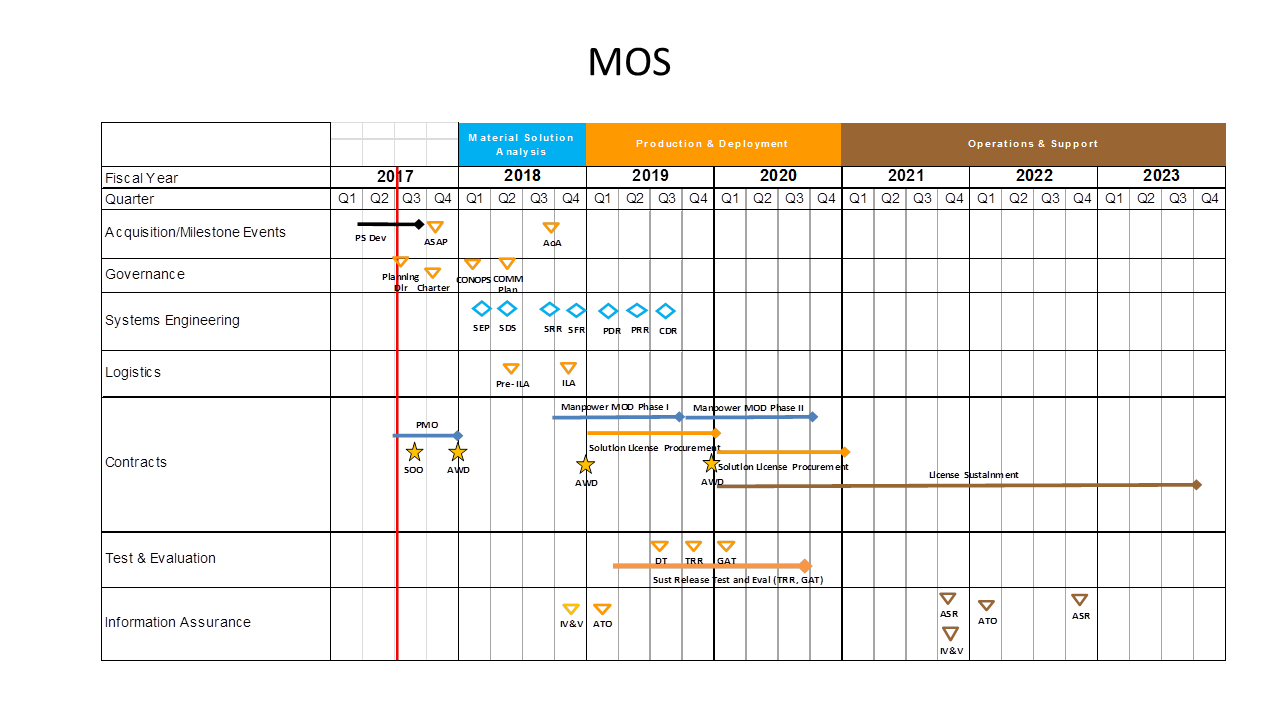 MOS
Material Solution
Analysis
Production & Deployment
Operations & Support
Fiscal Year
2017
2018
2019
2020
2021
2022
2023
Quarter
Q1 Q2 Q3 Q4 Q1 Q2 Q3 Q4 Q1 Q2 Q3 Q4 Q1 Q2 Q3 Q4 Q1 Q2 Q3 Q4 Q1 Q2 Q3 Q4 Q1 Q2 Q3 Q4
Acquisition/Milestone Events
PS Dev
ASAP
AoA
Governance
Planning
Dir
Charter
CONOPS
COMM
Plan
Systems Engineering
SEP
SDS
SRR
SFR
PDR
PRR
CDR
Logistics
Pre-ILA
ILA
Contracts
Manpower MOD Phase I
Manpower MOD Phase II
PMO
Solution License Procurement
SOO
AWD
Solution License Procurement
AWD
AWD
License Sustainment
Test & Evaluation
DT
TRR
GAT
Sust Release Test and Eval (TRR, GAT)
Information Assurance
IV&V
ATO
ASR
ATO
ASR
IV&V